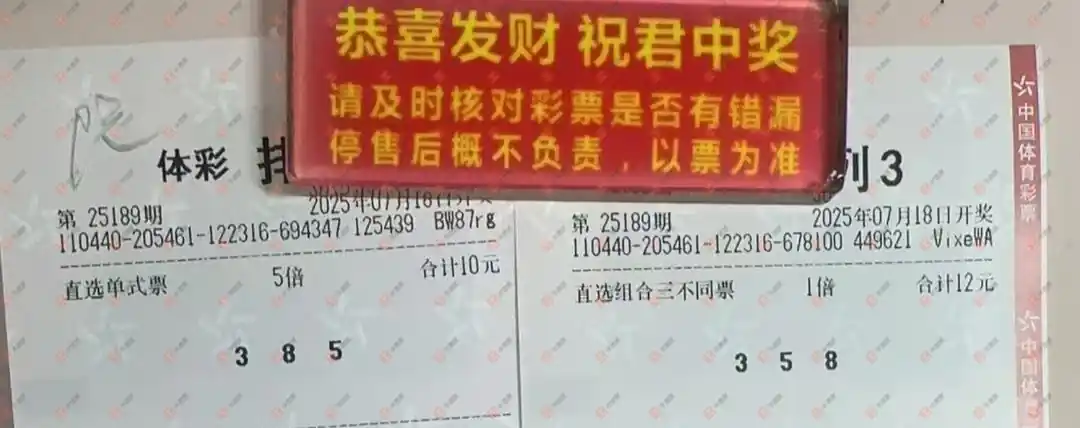 恭喜发财 祝君中奖
请及时核对彩票是否有错漏
停售后概不负责，以票为准
体彩 排
第 25189期
110440-205461-122316-694347 125439 BW87rg
直选单式票 5倍 合计10元
3 8 5
列3
第 25189期 2025年07月18日开奖
110440-205461-122316-678100 449621 VixeWA
直选组合三不同票 1倍 合计12元
3 5 8
中国体育彩票
中国体